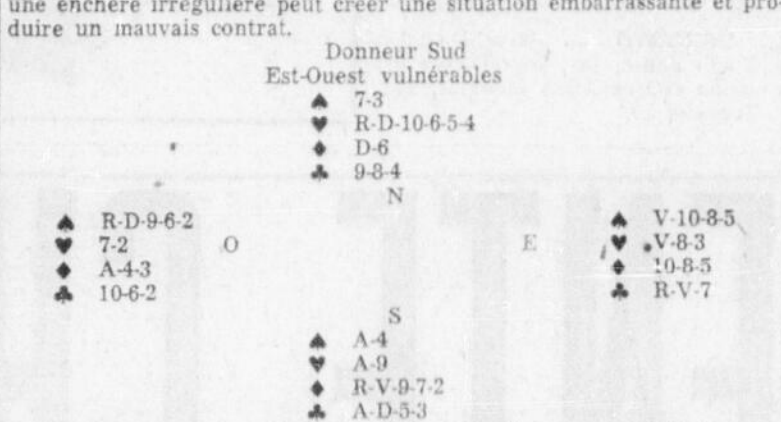 une enchère irrégulière peut créer une situation embarrassante et pro-
duire un mauvais contrat.
Donneur Sud
Est-Ouest vulnérables
♠ 7-3
♥ R-D-10-6-5-4
♦ D-6
♣ 9-8-4
N
♠ R-D-9-6-2
♥ 7-2
♦ A-4-3
♣ 10-6-2
O
E
♠ V-10-8-5
♥ V-8-3
♦ 10-8-5
♣ R-V-7
S
♠ A-4
♥ A-9
♦ R-V-9-7-2
♣ A-D-5-3